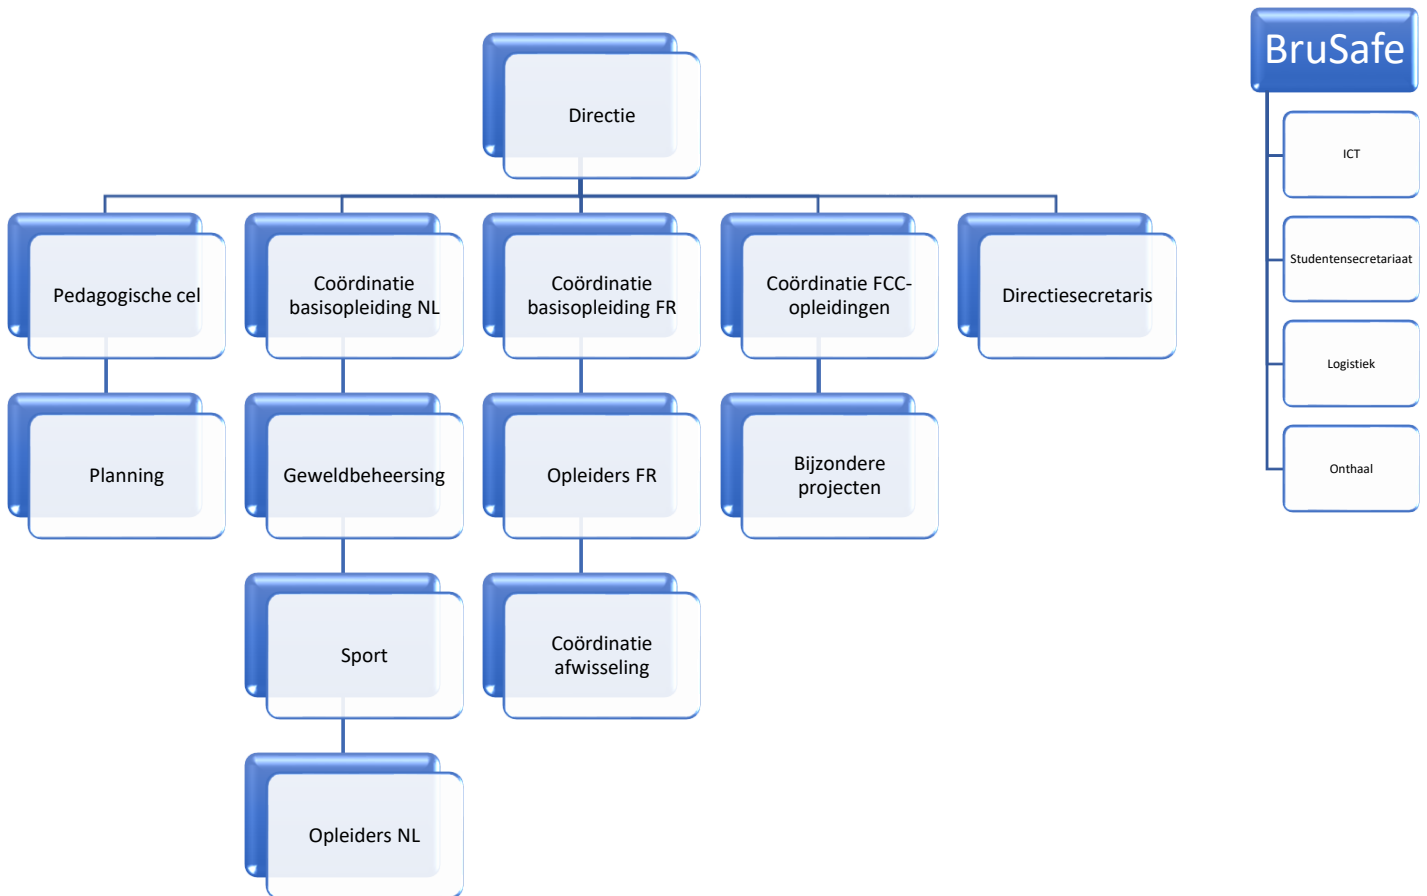 BruSafe
Directie
ICT
Studentensecretariaat
Logistiek
Onthaal
Pedagogische cel
Coördinatie
basisopleiding NL
Coördinatie
basisopleiding FR
Coördinatie FCC-
opleidingen
Directiesecretaris
Planning
Geweldbeheersing
Opleiders FR
Bijzondere
projecten
Sport
Coördinatie
afwisseling
Opleiders NL